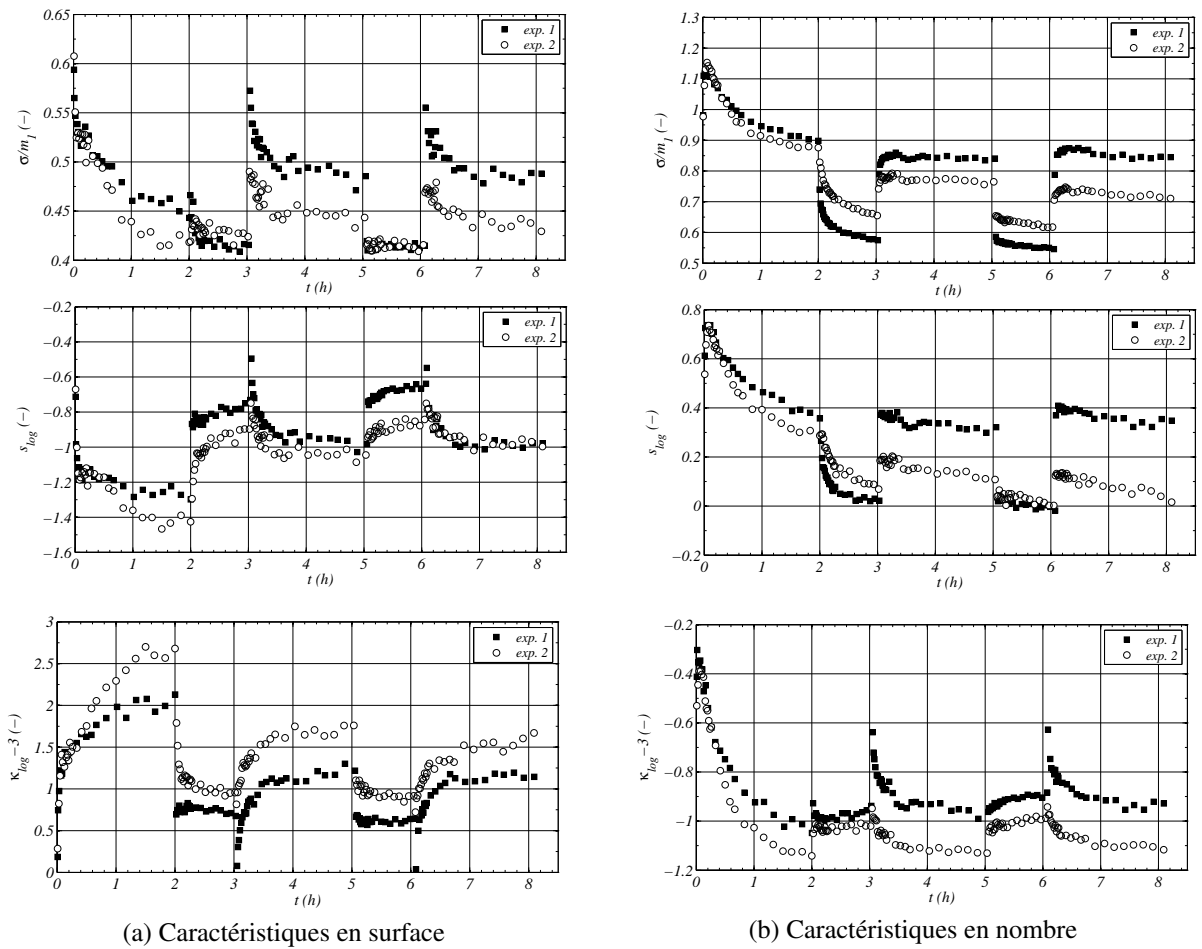 0.65
0.6
0.55
0.5
0.45
0.4
σ/m1 (−)
exp. 1
exp. 2
0 1 2 3 4 5 6 7 8
t (h)
1.3
1.2
1.1
1
0.9
0.8
0.7
0.6
0.5
σ/m1 (−)
exp. 1
exp. 2
0 1 2 3 4 5 6 7 8
t (h)
−0.2
−0.4
−0.6
−0.8
−1
−1.2
−1.4
−1.6
slog (−)
exp. 1
exp. 2
0 1 2 3 4 5 6 7 8
t (h)
0.8
0.6
0.4
0.2
0
−0.2
slog (−)
exp. 1
exp. 2
0 1 2 3 4 5 6 7 8
t (h)
3
2.5
2
1.5
1
0.5
0
κlog−3 (−)
exp. 1
exp. 2
0 1 2 3 4 5 6 7 8
t (h)
−0.2
−0.4
−0.6
−0.8
−1
−1.2
κlog−3 (−)
exp. 1
exp. 2
0 1 2 3 4 5 6 7 8
t (h)
(a) Caractéristiques en surface
(b) Caractéristiques en nombre